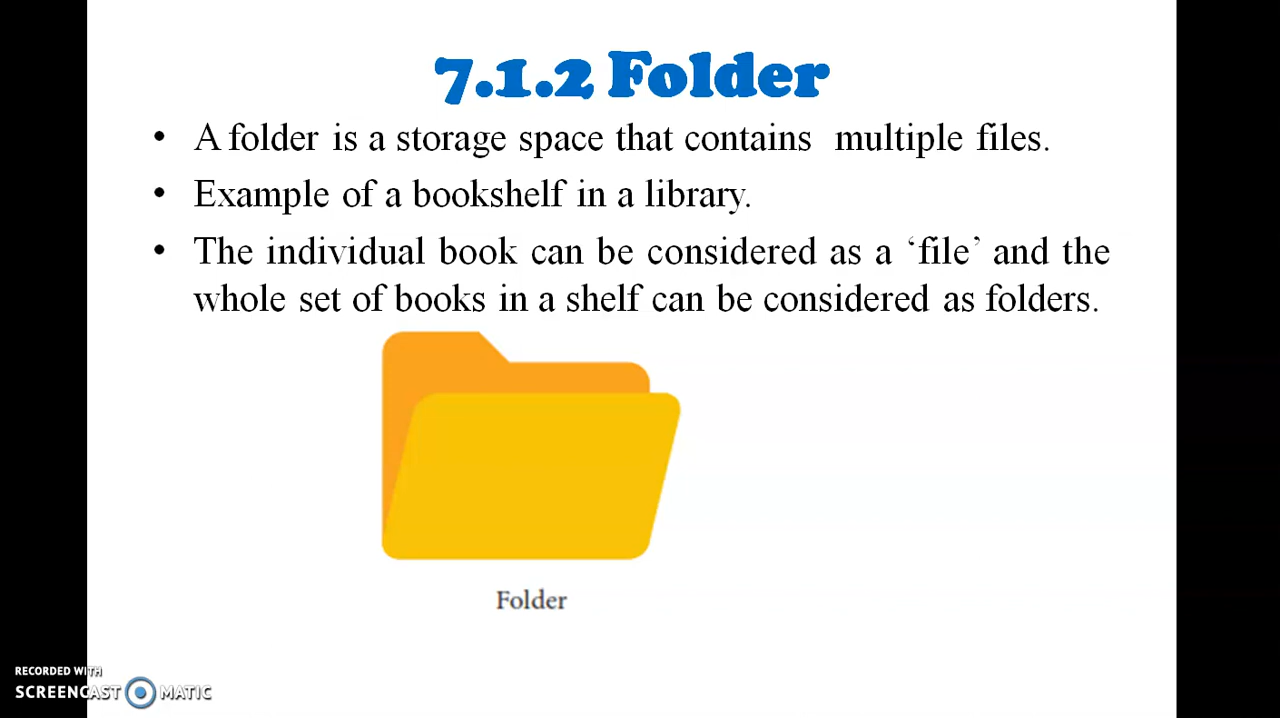 7.1.2 Folder
• A folder is a storage space that contains multiple files.
• Example of a bookshelf in a library.
• The individual book can be considered as a ‘file’ and the
whole set of books in a shelf can be considered as folders.
Folder
RECORDED WITH
SCREENCAST MATIC